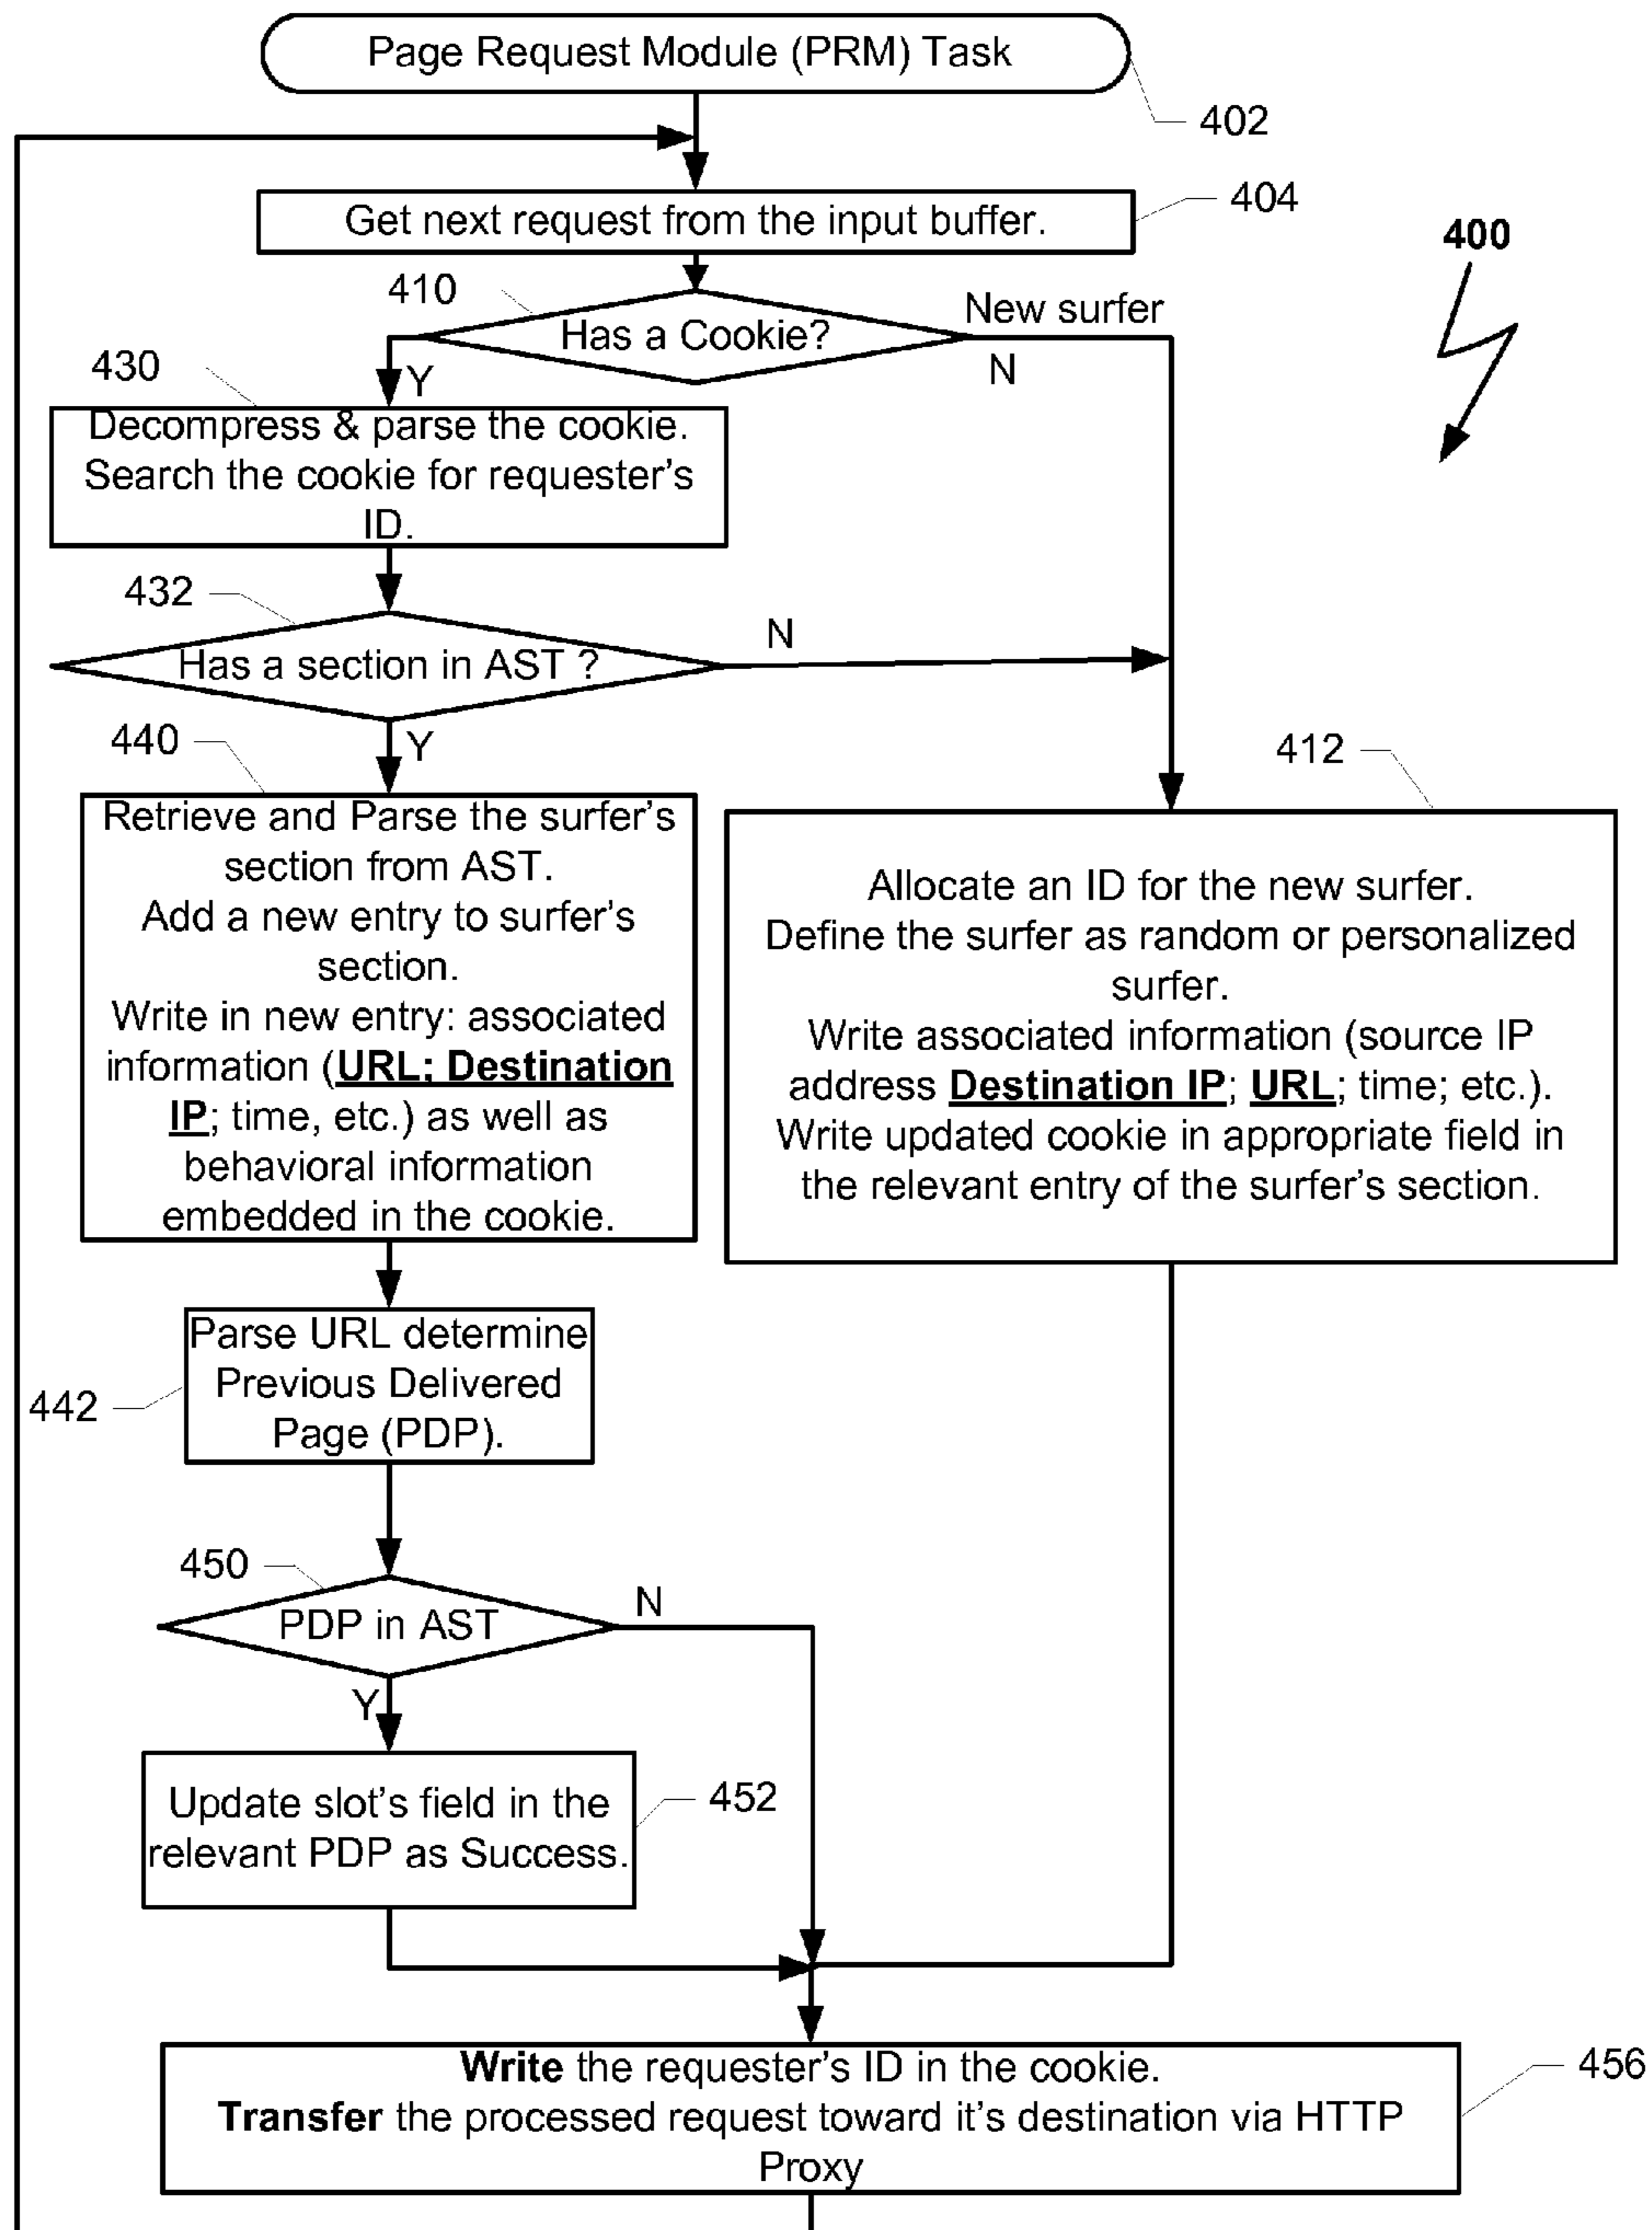 Page Request Module (PRM) Task
402
Get next request from the input buffer.
404
400
410
Has a Cookie?
New surfer
N
Y
430
Decompress & parse the cookie.
Search the cookie for requester's
ID.
432
Has a section in AST ?
N
Y
440
Retrieve and Parse the surfer's
section from AST.
Add a new entry to surfer's
section.
Write in new entry: associated
information (URL; Destination
IP; time, etc.) as well as
behavioral information
embedded in the cookie.
412
Allocate an ID for the new surfer.
Define the surfer as random or personalized
surfer.
Write associated information (source IP
address Destination IP; URL; time; etc.).
Write updated cookie in appropriate field in
the relevant entry of the surfer's section.
Parse URL determine
Previous Delivered
Page (PDP).
442
450
PDP in AST
N
Y
Update slot's field in the
relevant PDP as Success.
452
Write the requester's ID in the cookie.
Transfer the processed request toward it's destination via HTTP
Proxy
456